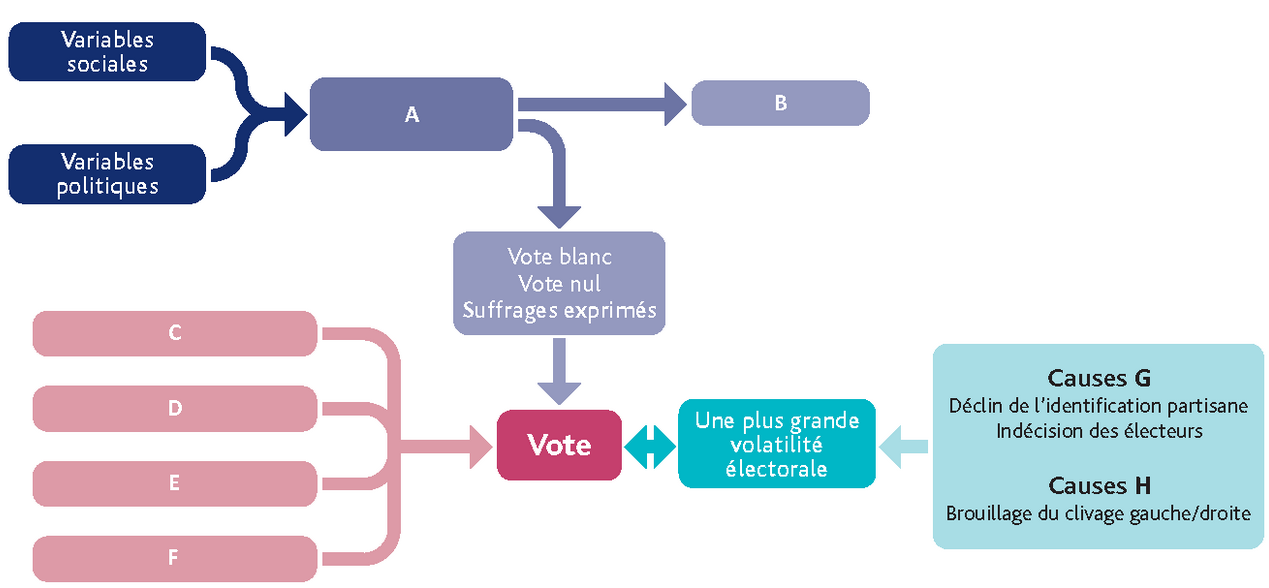 Variables
sociales
Variables
politiques
A
B
Vote blanc
Vote nul
Suffrages exprimés
C
D
E
F
Vote
Une plus grande
volatilité
électorale
Causes G
Déclin de l’identification partisane
Indécision des électeurs
Causes H
Brouillage du clivage gauche/droite